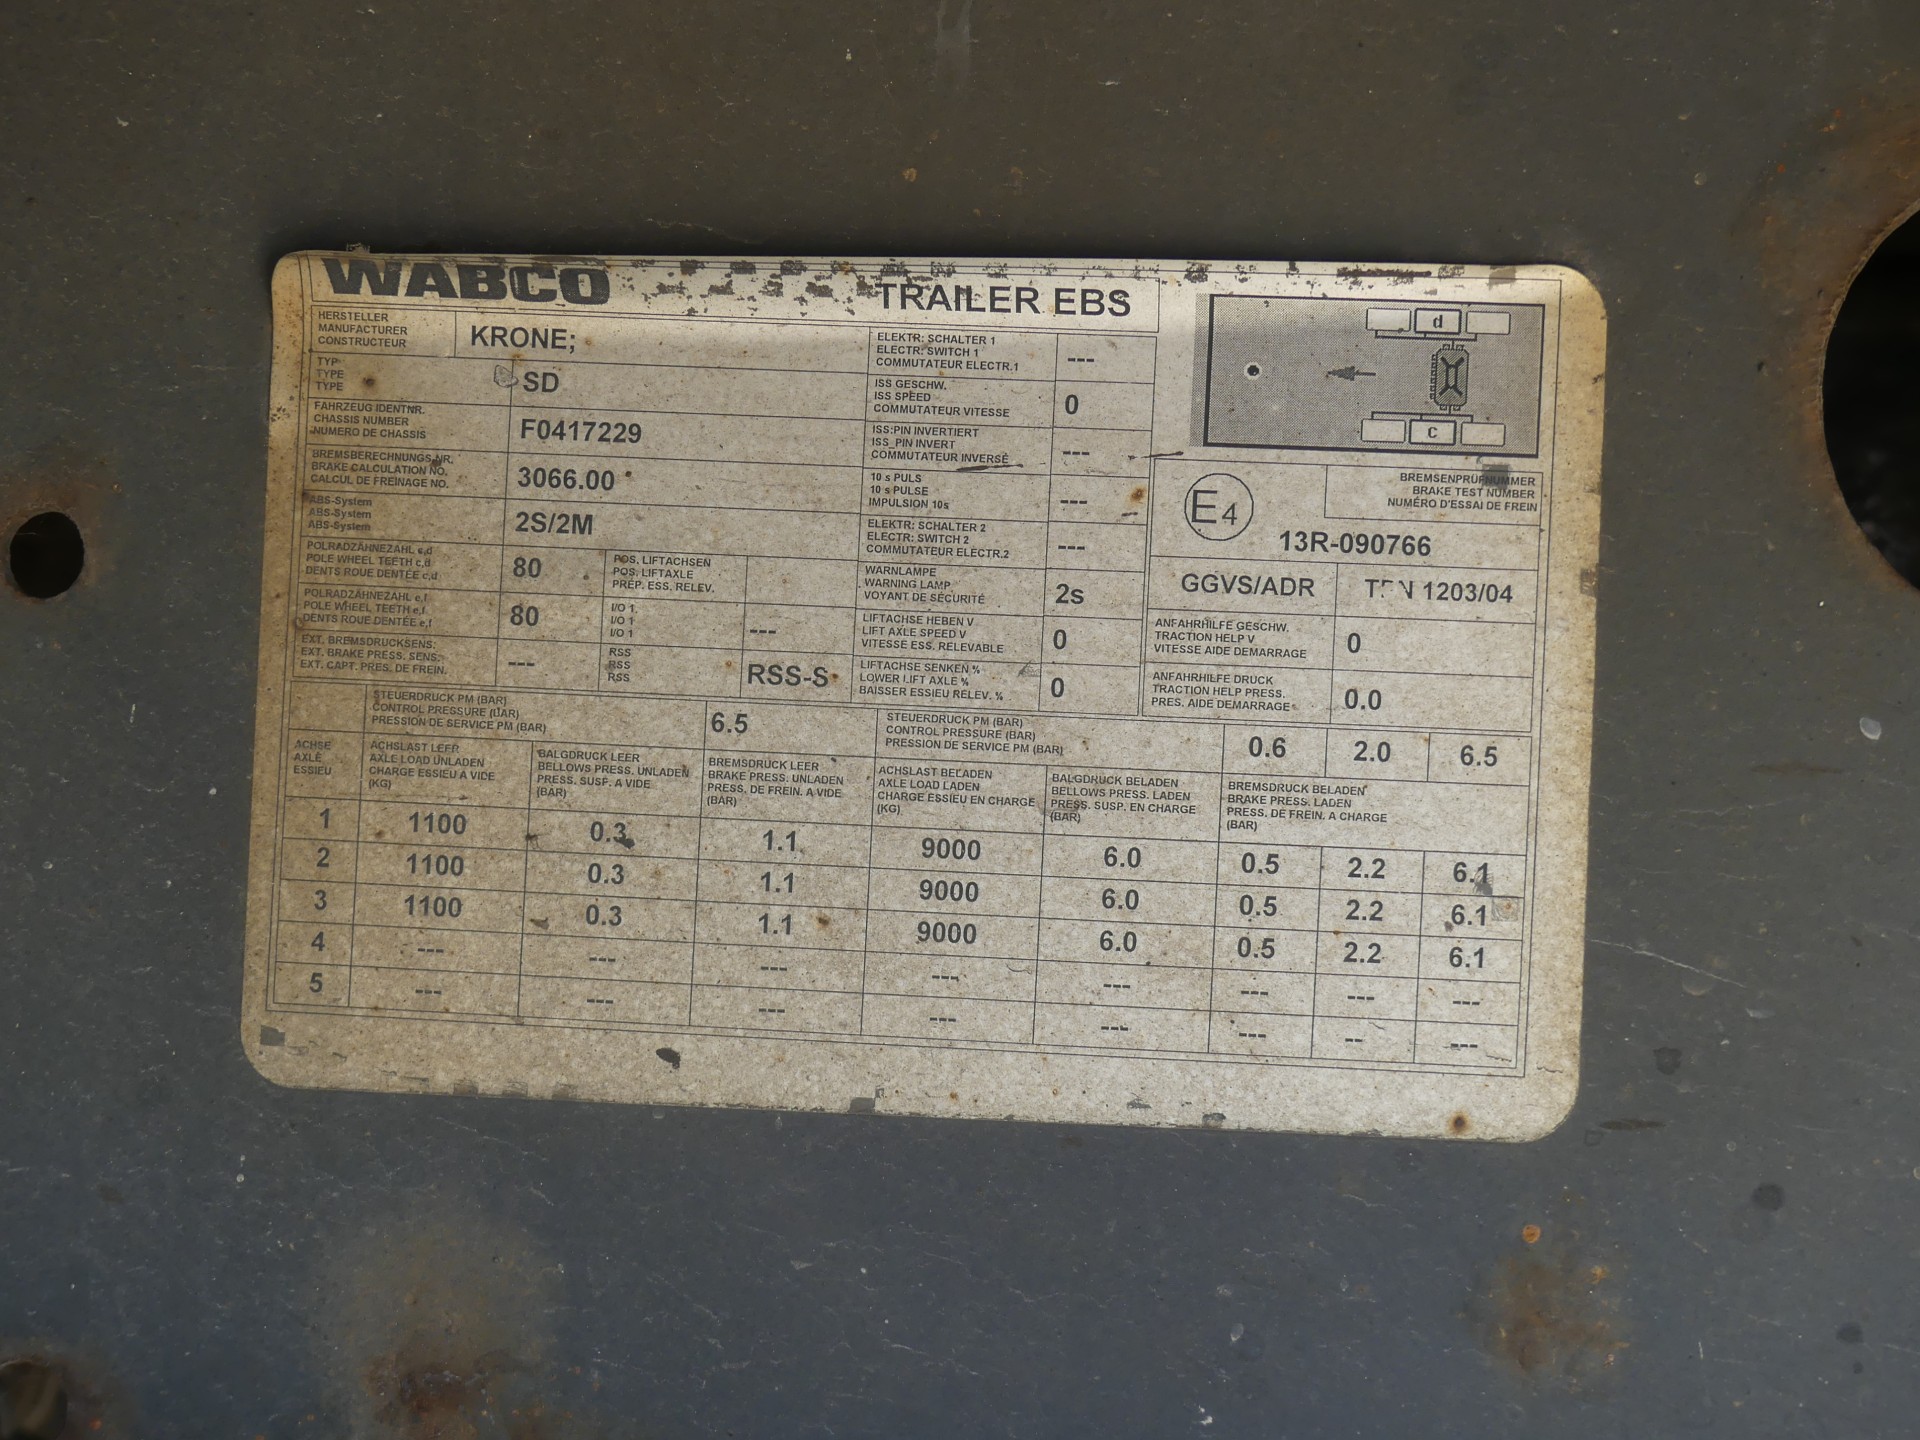 WABCO
TRAILER EBS
HERSTELLER
MANUFACTURER
CONSTRUCTEUR
KRONE;
TYP
TYPE
TYPE
SD
FAHRZEUG IDENTNR.
CHASSIS NUMBER
NUMERO DE CHASSIS
F0417229
BREMSBERECHNUNGS-NR.
BRAKE CALCULATION NO.
CALCUL DE FREINAGE NO.
3066.00
ABS-System
ABS-System
ABS-System
2S/2M
POLRADZÄHNEZAHL c,d
POLE WHEEL TEETH c,d
DENTS ROUE DENTÉE c,d
80
POS. LIFTACHSEN
POS. LIFTAXLE
PRÉP. ESS. RELEV.
POLRADZÄHNEZAHL e,f
POLE WHEEL TEETH e,f
DENTS ROUE DENTÉE e,f
80
I/O 1
I/O 1
I/O 1
---
EXT. BREMSDRUCKSENS.
EXT. BRAKE PRESS. SENS.
EXT. CAPT. PRES. DE FREIN.
---
RSS
RSS
RSS
RSS-S
ELEKTR. SCHALTER 1
ELECTR. SWITCH 1
COMMUTATEUR ELECTR.1
---
ISS GESCHW.
ISS SPEED
COMMUTATEUR VITESSE
0
ISS PIN INVERTIERT
ISS_PIN INVERT
COMMUTATEUR INVERSÉ
---
10 s PULS
10 s PULSE
IMPULSION 10s
---
ELEKTR. SCHALTER 2
ELECTR. SWITCH 2
COMMUTATEUR ELECTR.2
---
WARNLAMPE
WARNING LAMP
VOYANT DE SÉCURITÉ
2s
LIFTACHSE HEBEN V
LIFT AXLE SPEED V
VITESSE ESS. RELEVABLE
0
LIFTACHSE SENKEN %
LOWER LIFT AXLE %
BAISSER ESSIEU RELEV. %
0
d
c
E4
BREMSENPRÜFNUMMER
BRAKE TEST NUMBER
NUMÉRO D'ESSAI DE FREIN
13R-090766
GGVS/ADR
1203/04
ANFAHRHILFE GESCHW.
TRACTION HELP V
VITESSE AIDE DEMARRAGE
0
ANFAHRHILFE DRUCK
TRACTION HELP PRESS.
PRES. AIDE DEMARRAGE
0.0
STEUERDRUCK PM (BAR)
CONTROL PRESSURE (BAR)
PRESSION DE SERVICE PM (BAR)
6.5
STEUERDRUCK PM (BAR)
CONTROL PRESSURE (BAR)
PRESSION DE SERVICE PM (BAR)
0.6 2.0 6.5
ACHSE
AXLE
ESSIEU
ACHSLAST LEER
AXLE LOAD UNLADEN
CHARGE ESSIEU A VIDE
(KG)
BALGDRUCK LEER
BELLOWS PRESS. UNLADEN
PRESS. SUSP. A VIDE
(BAR)
BREMSDRUCK LEER
BRAKE PRESS. UNLADEN
PRESS. DE FREIN. A VIDE
(BAR)
ACHSLAST BELADEN
AXLE LOAD LADEN
CHARGE ESSIEU EN CHARGE
(KG)
BALGDRUCK BELADEN
BELLOWS PRESS. LADEN
PRESS. SUSP. EN CHARGE
(BAR)
BREMSDRUCK BELADEN
BRAKE PRESS. LADEN
PRESS. DE FREIN. A CHARGE
(BAR)
1 1100 0.3 1.1 9000 6.0 0.5 2.2 6.1
2 1100 0.3 1.1 9000 6.0 0.5 2.2 6.1
3 1100 0.3 1.1 9000 6.0 0.5 2.2 6.1
4 --- --- --- --- --- --- --- ---
5 --- --- --- --- --- --- -- ---